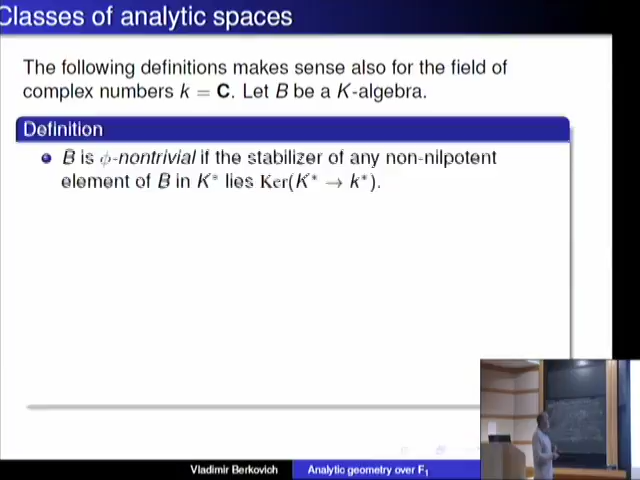 Classes of analytic spaces
The following definitions makes sense also for the field of
complex numbers k = C. Let B be a K-algebra.
Definition
B is ϕ-nontrivial if the stabilizer of any non-nilpotent
element of B in K* lies Ker(K* → k*).
Vladimir Berkovich Analytic geometry over F₁